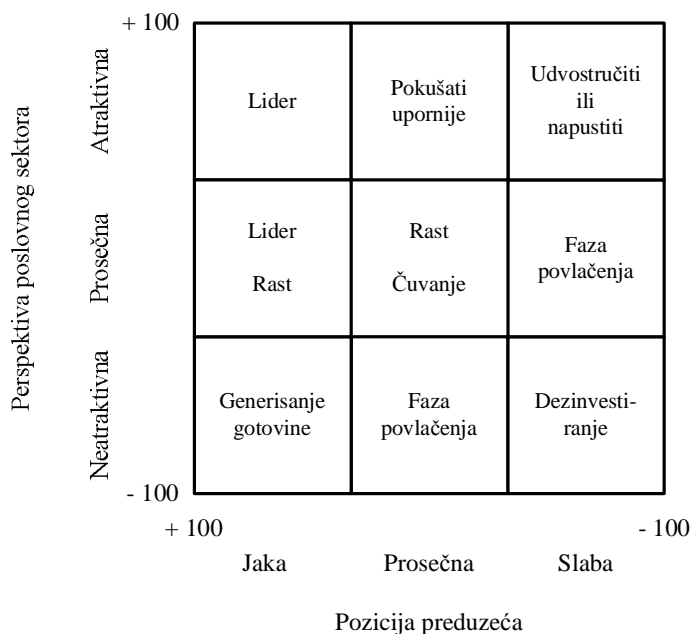 + 100
Perspektiva poslovnog sektora
Atraktivna
Lider
Pokušati
upornije
Udvostručiti
ili
napustiti
Prosečna
Lider
Rast
Rast
Čuvanje
Faza
povlačenja
Neatraktivna
Generisanje
gotovine
Faza
povlačenja
Dezinvesti-
ranje
- 100
+ 100
- 100
Jaka
Prosečna
Slaba
Pozicija preduzeća